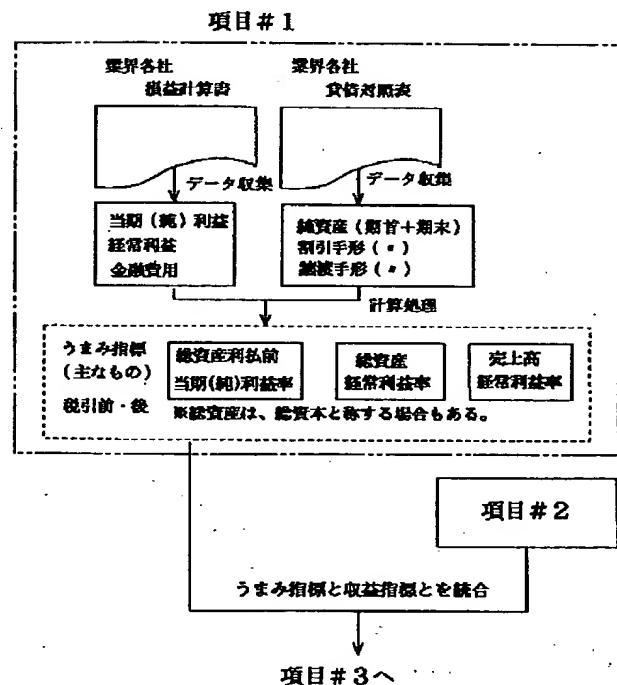 項目＃1
業界各社
損益計算書
業界各社
貸借対照表
データ収集
データ収集
当期（純）利益
経常利益
金融費用
総資産（期首＋期末）
割引手形（〃）
譲渡手形（〃）
計算処理
うまみ指標
（主なもの）
税引前・後
総資産利払前
当期(純)利益率
総資産
経常利益率
売上高
経常利益率
※総資産は、総資本と称する場合もある。
項目＃2
うまみ指標と収益指標とを統合
項目＃3へ